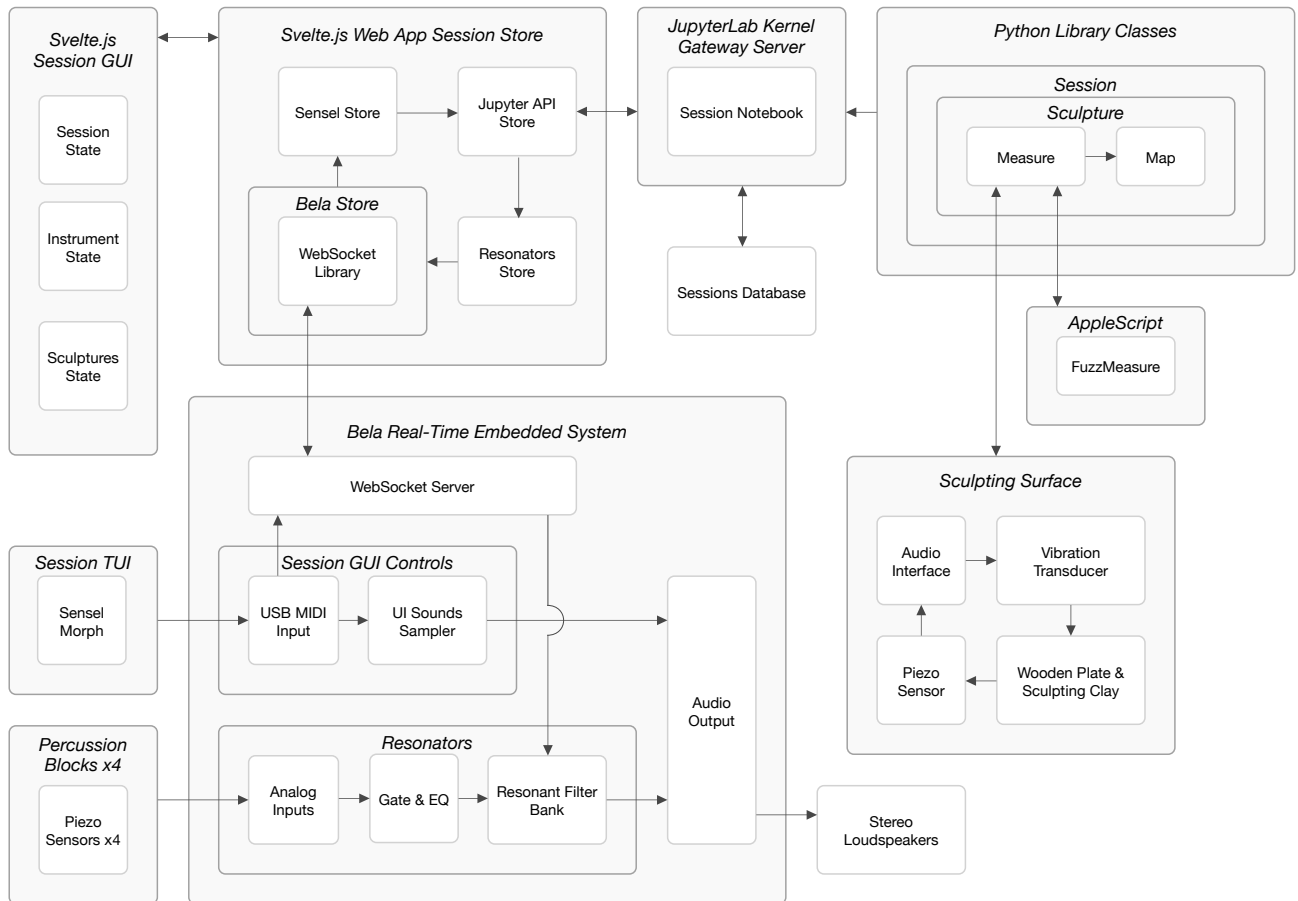 Svelte.js
Session GUI
Session
State
Instrument
State
Sculptures
State
Svelte.js Web App Session Store
Sensel Store
Jupyter API
Store
Bela Store
WebSocket
Library
Resonators
Store
JupyterLab Kernel
Gateway Server
Session Notebook
Sessions Database
Python Library Classes
Session
Sculpture
Measure
Map
AppleScript
FuzzMeasure
Bela Real-Time Embedded System
WebSocket Server
Session TUI
Sensel
Morph
Session GUI Controls
USB MIDI
Input
UI Sounds
Sampler
Percussion
Blocks x4
Piezo
Sensors x4
Resonators
Analog
Inputs
Gate & EQ
Resonant Filter
Bank
Audio
Output
Stereo
Loudspeakers
Sculpting Surface
Audio
Interface
Vibration
Transducer
Piezo
Sensor
Wooden Plate &
Sculpting Clay